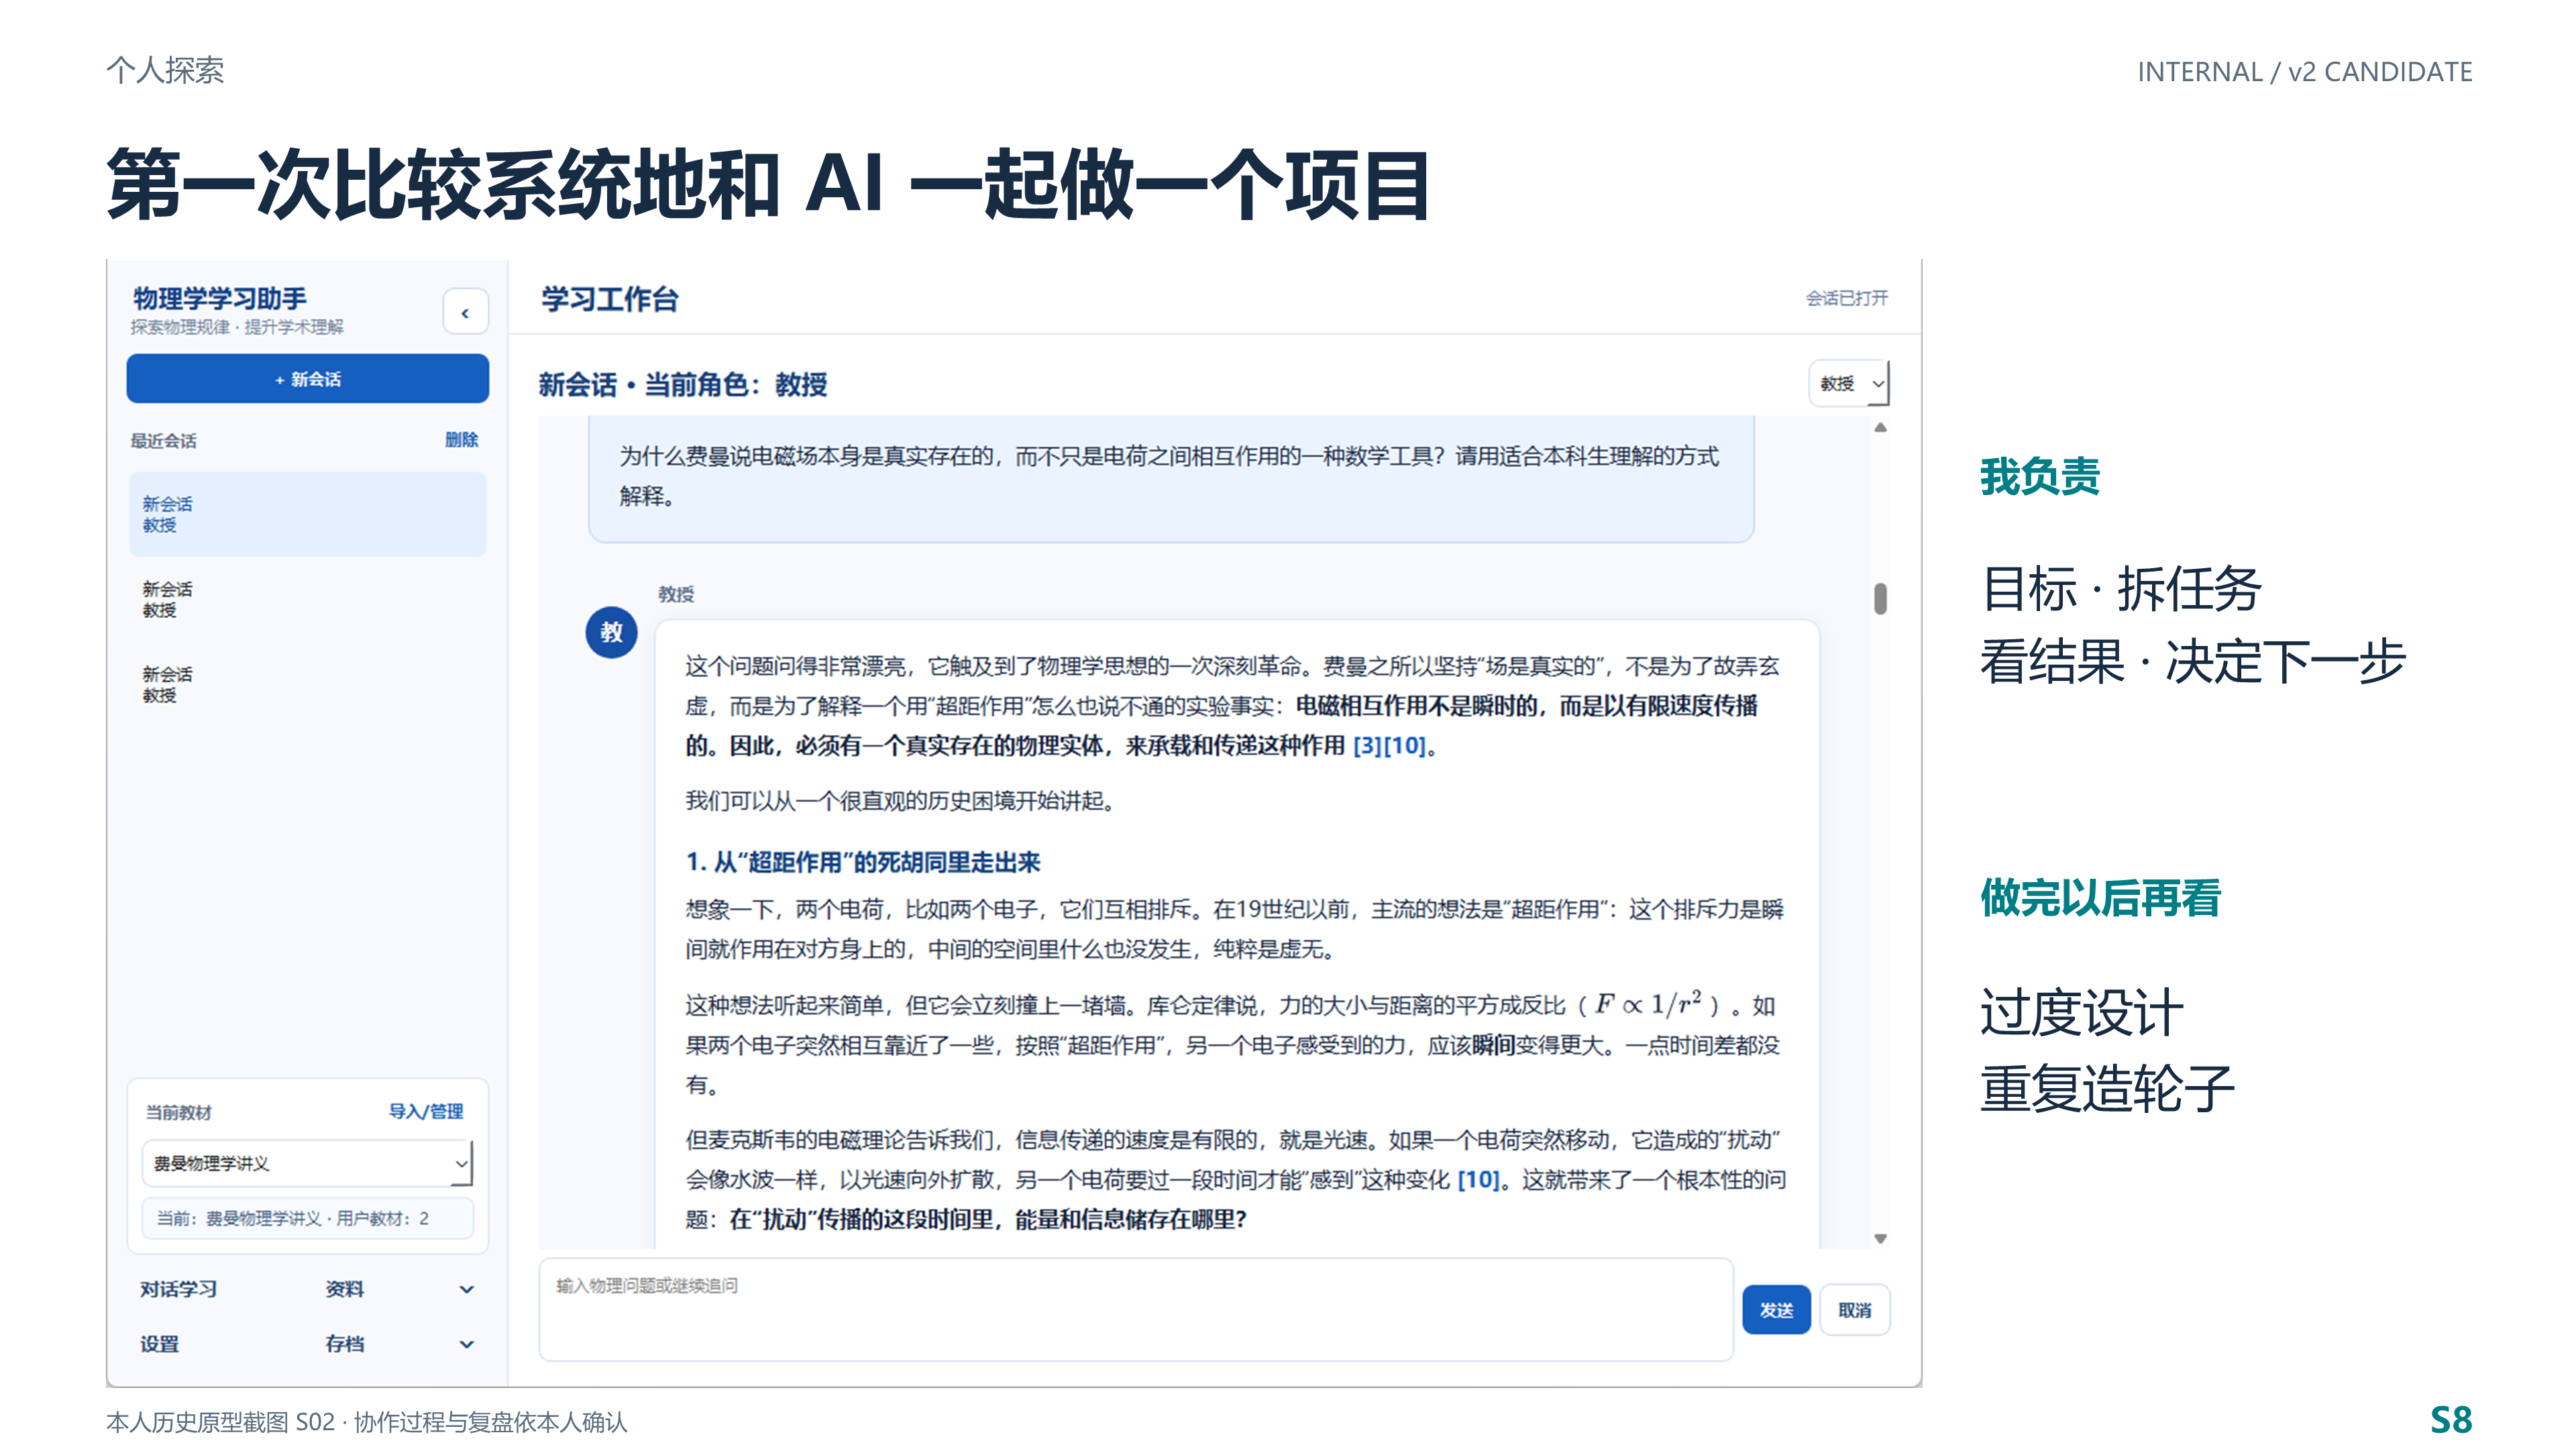 个人探索
INTERNAL / v2 CANDIDATE
第一次比较系统地和 AI 一起做一个项目
物理学学习助手
探索物理规律 · 提升学术理解
‹
+ 新会话
最近会话
删除
新会话
教授
新会话
教授
新会话
教授
当前教材
导入/管理
费曼物理学讲义
当前：费曼物理学讲义 · 用户教材：2
对话学习
资料
设置
存档
学习工作台
会话已打开
新会话 • 当前角色：教授
教授
为什么费曼说电磁场本身是真实存在的，而不只是电荷之间相互作用的一种数学工具？请用适合本科生理解的方式
解释。
教授
教
这个问题问得非常漂亮，它触及到了物理学思想的一次深刻革命。费曼之所以坚持“场是真实的”，不是为了故弄玄
虚，而是为了解释一个用“超距作用”怎么也说不通的实验事实：电磁相互作用不是瞬时的，而是以有限速度传播
的。因此，必须有一个真实存在的物理实体，来承载和传递这种作用 [3][10]。
我们可以从一个很直观的历史困境开始讲起。
1. 从“超距作用”的死胡同里走出来
想象一下，两个电荷，比如两个电子，它们互相排斥。在19世纪以前，主流的想法是“超距作用”：这个排斥力是瞬
间就作用在对方身上的，中间的空间里什么也没发生，纯粹是虚无。
这种想法听起来简单，但它会立刻撞上一堵墙。库仑定律说，力的大小与距离的平方成反比（ F ∝ 1/r² ）。如
果两个电子突然相互靠近了一些，按照“超距作用”，另一个电子感受到的力，应该瞬间变得更大。一点时间差都没
有。
但麦克斯韦的电磁理论告诉我们，信息传递的速度是有限的，就是光速。如果一个电荷突然移动，它造成的“扰动”
会像水波一样，以光速向外扩散，另一个电荷要过一段时间才能“感到”这种变化 [10]。这就带来了一个根本性的问
题：在“扰动”传播的这段时间里，能量和信息储存在哪里？
输入物理问题或继续追问
发送
取消
我负责
目标 · 拆任务
看结果 · 决定下一步
做完以后再看
过度设计
重复造轮子
本人历史原型截图 S02 · 协作过程与复盘依本人确认
S8